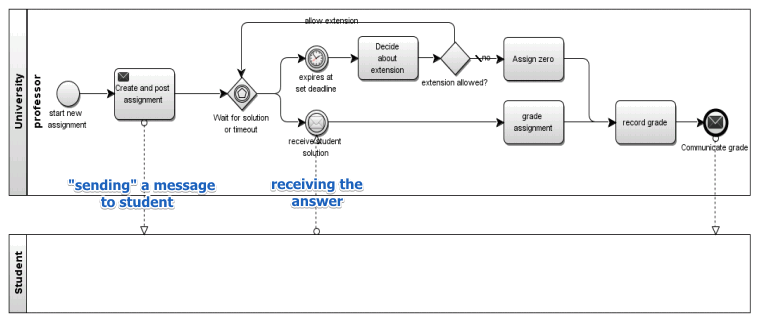 University
professor
start new
assignment
Create and post
assignment
Wait for solution
or timeout
allow extension
expires at
set deadline
Decide
about
extension
extension allowed?
no
Assign zero
receive student
solution
grade
assignment
record grade
Communicate grade
"sending" a message
to student
receiving the
answer
Student